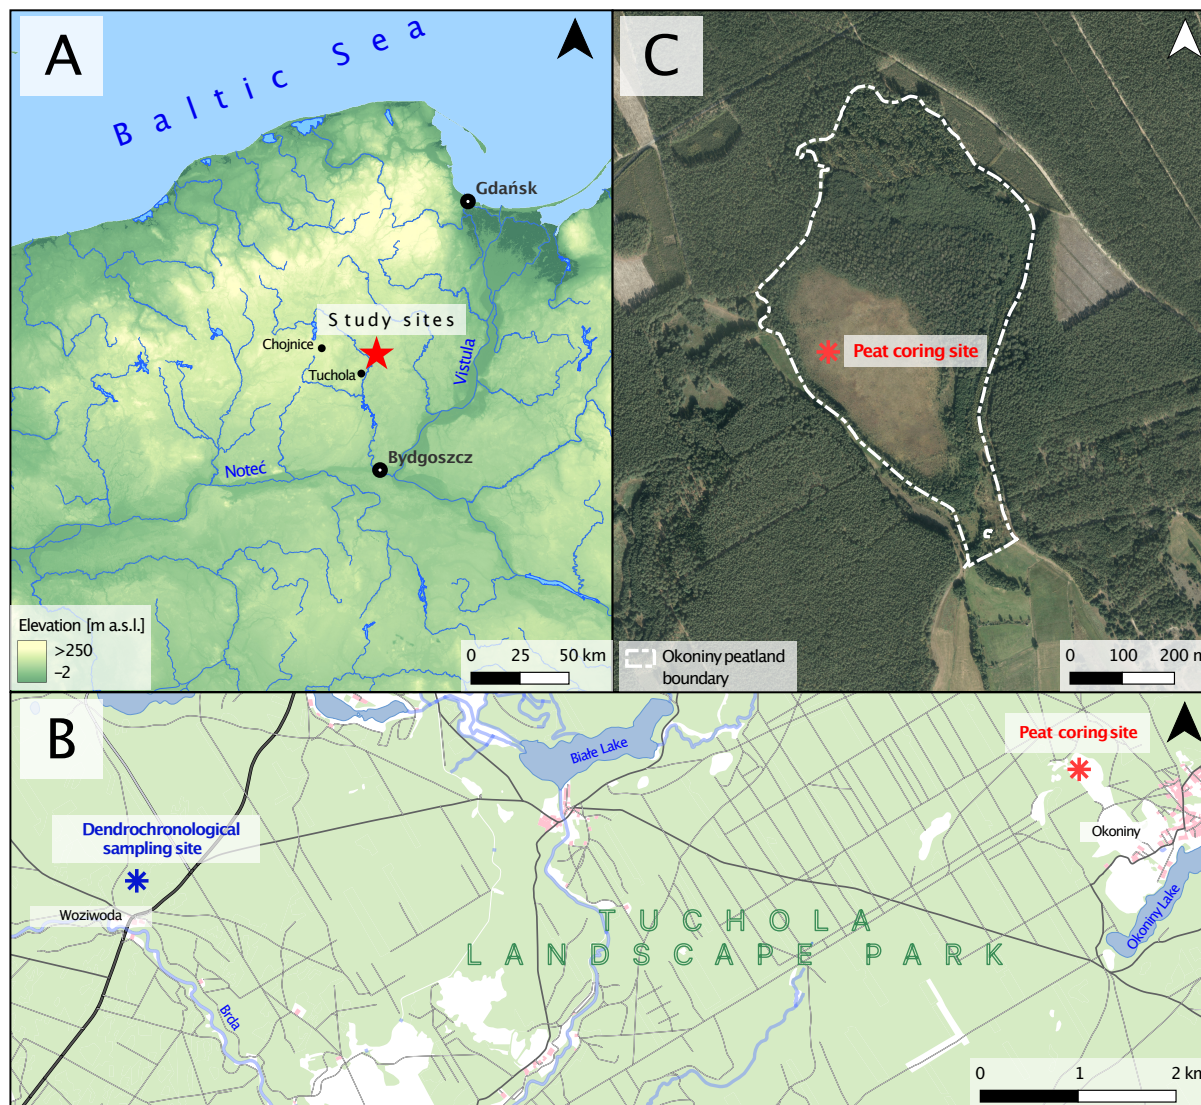 A
Baltic Sea
Gdańsk
Study sites
Chojnice
Tuchola
Vistula
Bydgoszcz
Noteć
Elevation [m a.s.l.]
>250
–2
0 25 50 km
C
Peat coring site
Okoniny peatland
boundary
0 100 200 m
B
Białe Lake
Peat coring site
Dendrochronological
sampling site
Okoniny
Woziwoda
Okoniny Lake
TUCHOLA
LANDSCAPE PARK
Brda
0 1 2 km